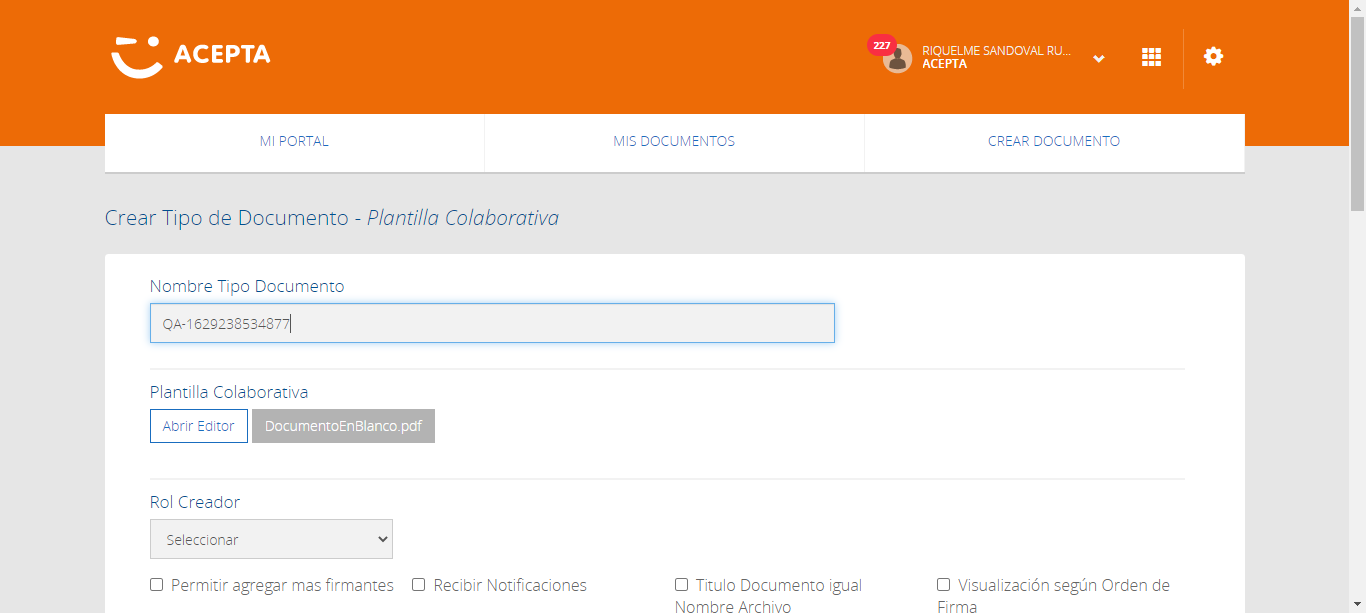 ACEPTA
227
RIQUELME SANDOVAL RU...
ACEPTA
MI PORTAL
MIS DOCUMENTOS
CREAR DOCUMENTO
Crear Tipo de Documento - Plantilla Colaborativa
Nombre Tipo Documento
QA-1629238534877
Plantilla Colaborativa
Abrir Editor
DocumentoEnBlanco.pdf
Rol Creador
Seleccionar
Permitir agregar mas firmantes
Recibir Notificaciones
Titulo Documento igual
Nombre Archivo
Visualización según Orden de
Firma